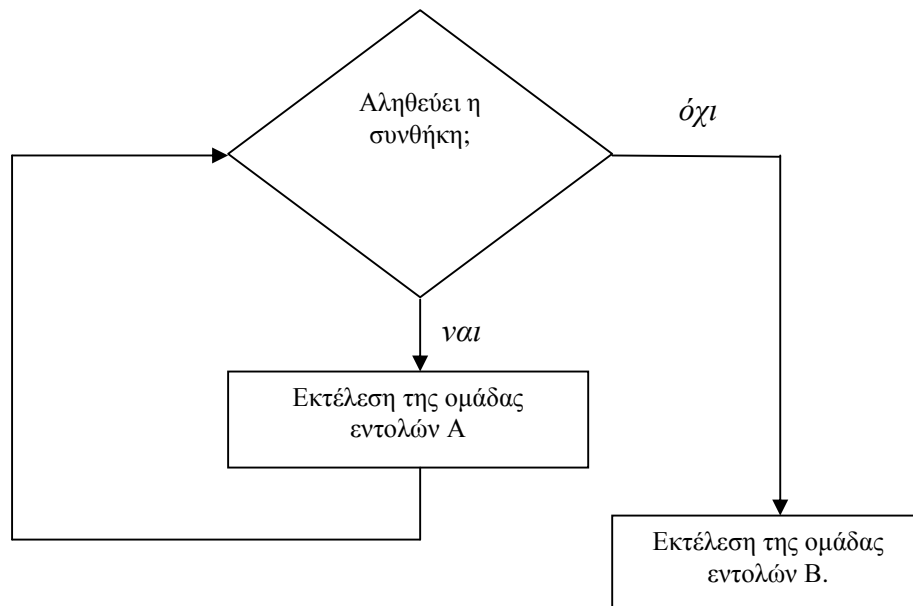 Αληθεύει η
συνθήκη;
όχι
ναι
Εκτέλεση της ομάδας
εντολών Α
Εκτέλεση της ομάδας
εντολών Β.